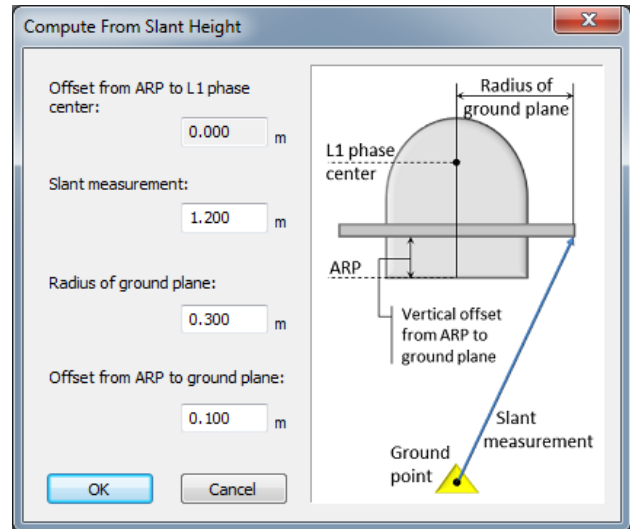 Compute From Slant Height
Offset from ARP to L1 phase
center:
0.000 m
Slant measurement:
1.200 m
Radius of ground plane:
0.300 m
Offset from ARP to ground plane:
0.100 m
OK Cancel
Radius of
ground plane
L1 phase
center
ARP
Vertical offset
from ARP to
ground plane
Slant
measurement
Ground
point